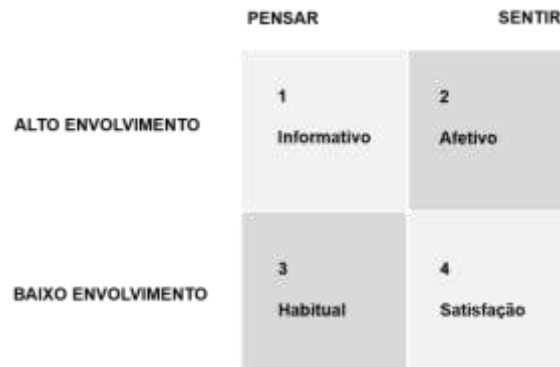 PENSAR SENTIR
ALTO ENVOLVIMENTO
1
Informativo
2
Afetivo
BAIXO ENVOLVIMENTO
3
Habitual
4
Satisfação